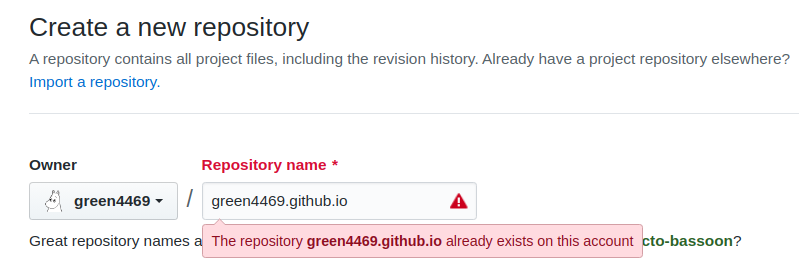 Create a new repository
A repository contains all project files, including the revision history. Already have a project repository elsewhere?
Import a repository.
Owner
Repository name *
green4469 / green4469.github.io
The repository green4469.github.io already exists on this account
Great repository names a cto-bassoon?